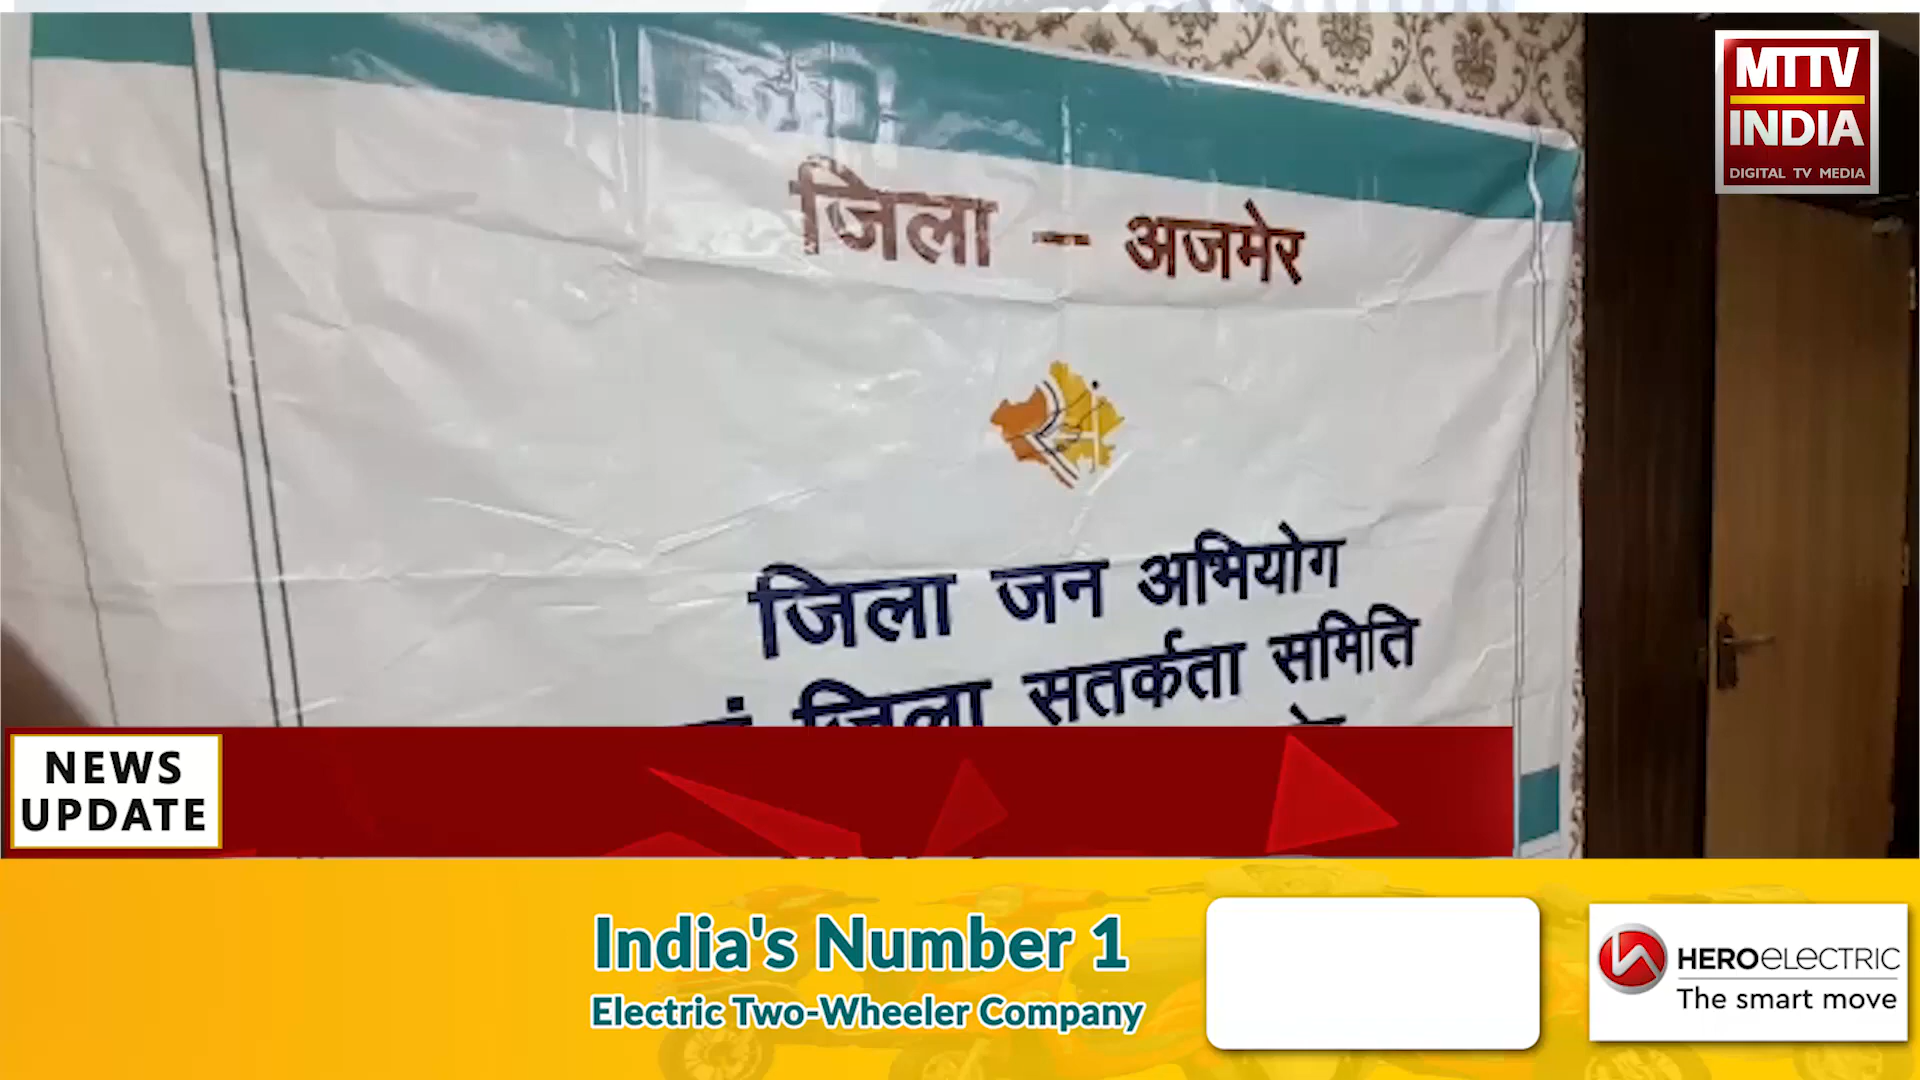 MTTV
INDIA
DIGITAL TV MEDIA
जिला – अजमेर
जिला जन अभियोग
जिला सतर्कता समिति
NEWS
UPDATE
India's Number 1
Electric Two-Wheeler Company
HEROELECTRIC
The smart move